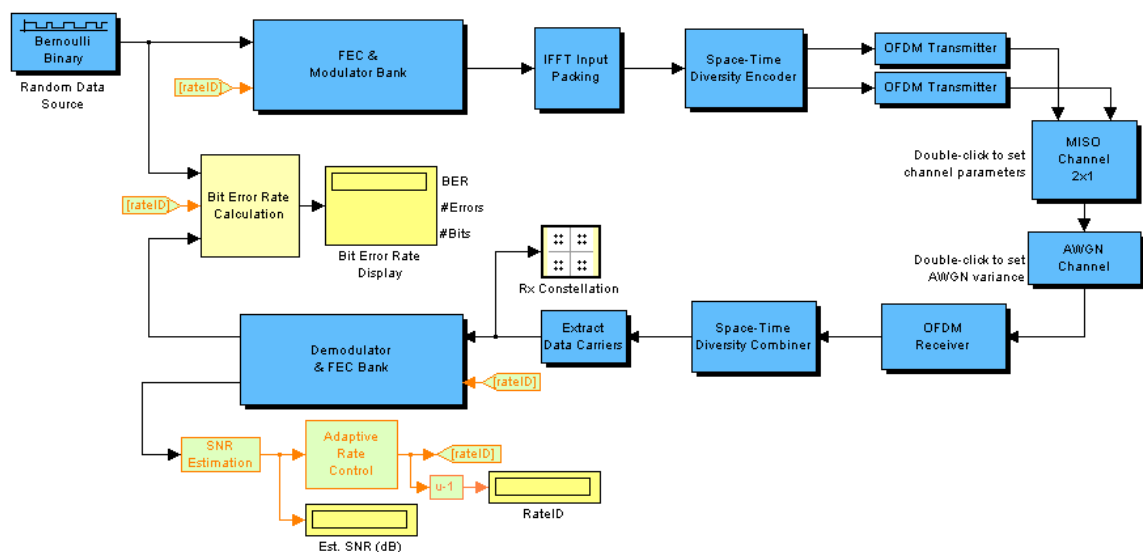 Bernoulli
Binary
Random Data
Source
[rateID]
FEC &
Modulator Bank
IFFT Input
Packing
Space-Time
Diversity Encoder
OFDM Transmitter
OFDM Transmitter
Double-click to set
channel parameters
MISO
Channel
2x1
[rateID]
Bit Error Rate
Calculation
BER
#Errors
#Bits
Bit Error Rate
Display
Rx Constellation
Double-click to set
AWGN variance
AWGN
Channel
Demodulator
& FEC Bank
[rateID]
Extract
Data Carriers
Space-Time
Diversity Combiner
OFDM
Receiver
SNR
Estimation
Adaptive
Rate
Control
[rateID]
u-1
RateID
Est. SNR (dB)